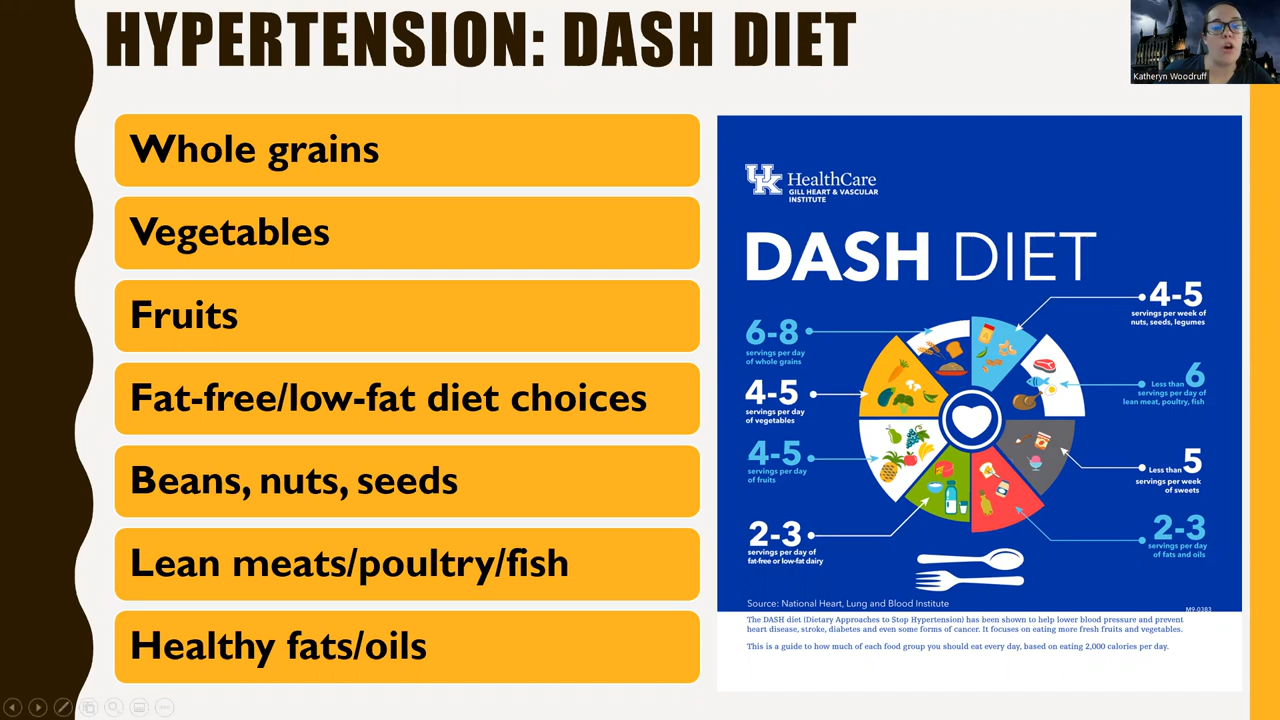 HYPERTENSION: DASH DIET
Katheryn Woodruff
Whole grains
Vegetables
Fruits
Fat-free/low-fat diet choices
Beans, nuts, seeds
Lean meats/poultry/fish
Healthy fats/oils
UK HealthCare
GILL HEART & VASCULAR
INSTITUTE
DASH DIET
6-8
servings per day
of whole grains
4-5
servings per day
of vegetables
4-5
servings per day
of fruits
2-3
servings per day of
fat-free or low-fat dairy
4-5
servings per week of
nuts, seeds, legumes
Less than 6
servings per day of
lean meat, poultry, fish
Less than 5
servings per week
of sweets
2-3
servings per day
of fats and oils
Source: National Heart, Lung and Blood Institute
M9-0383
The DASH diet (Dietary Approaches to Stop Hypertension) has been shown to help lower blood pressure and prevent
heart disease, stroke, diabetes and even some forms of cancer. It focuses on eating more fresh fruits and vegetables.
This is a guide to how much of each food group you should eat every day, based on eating 2,000 calories per day.